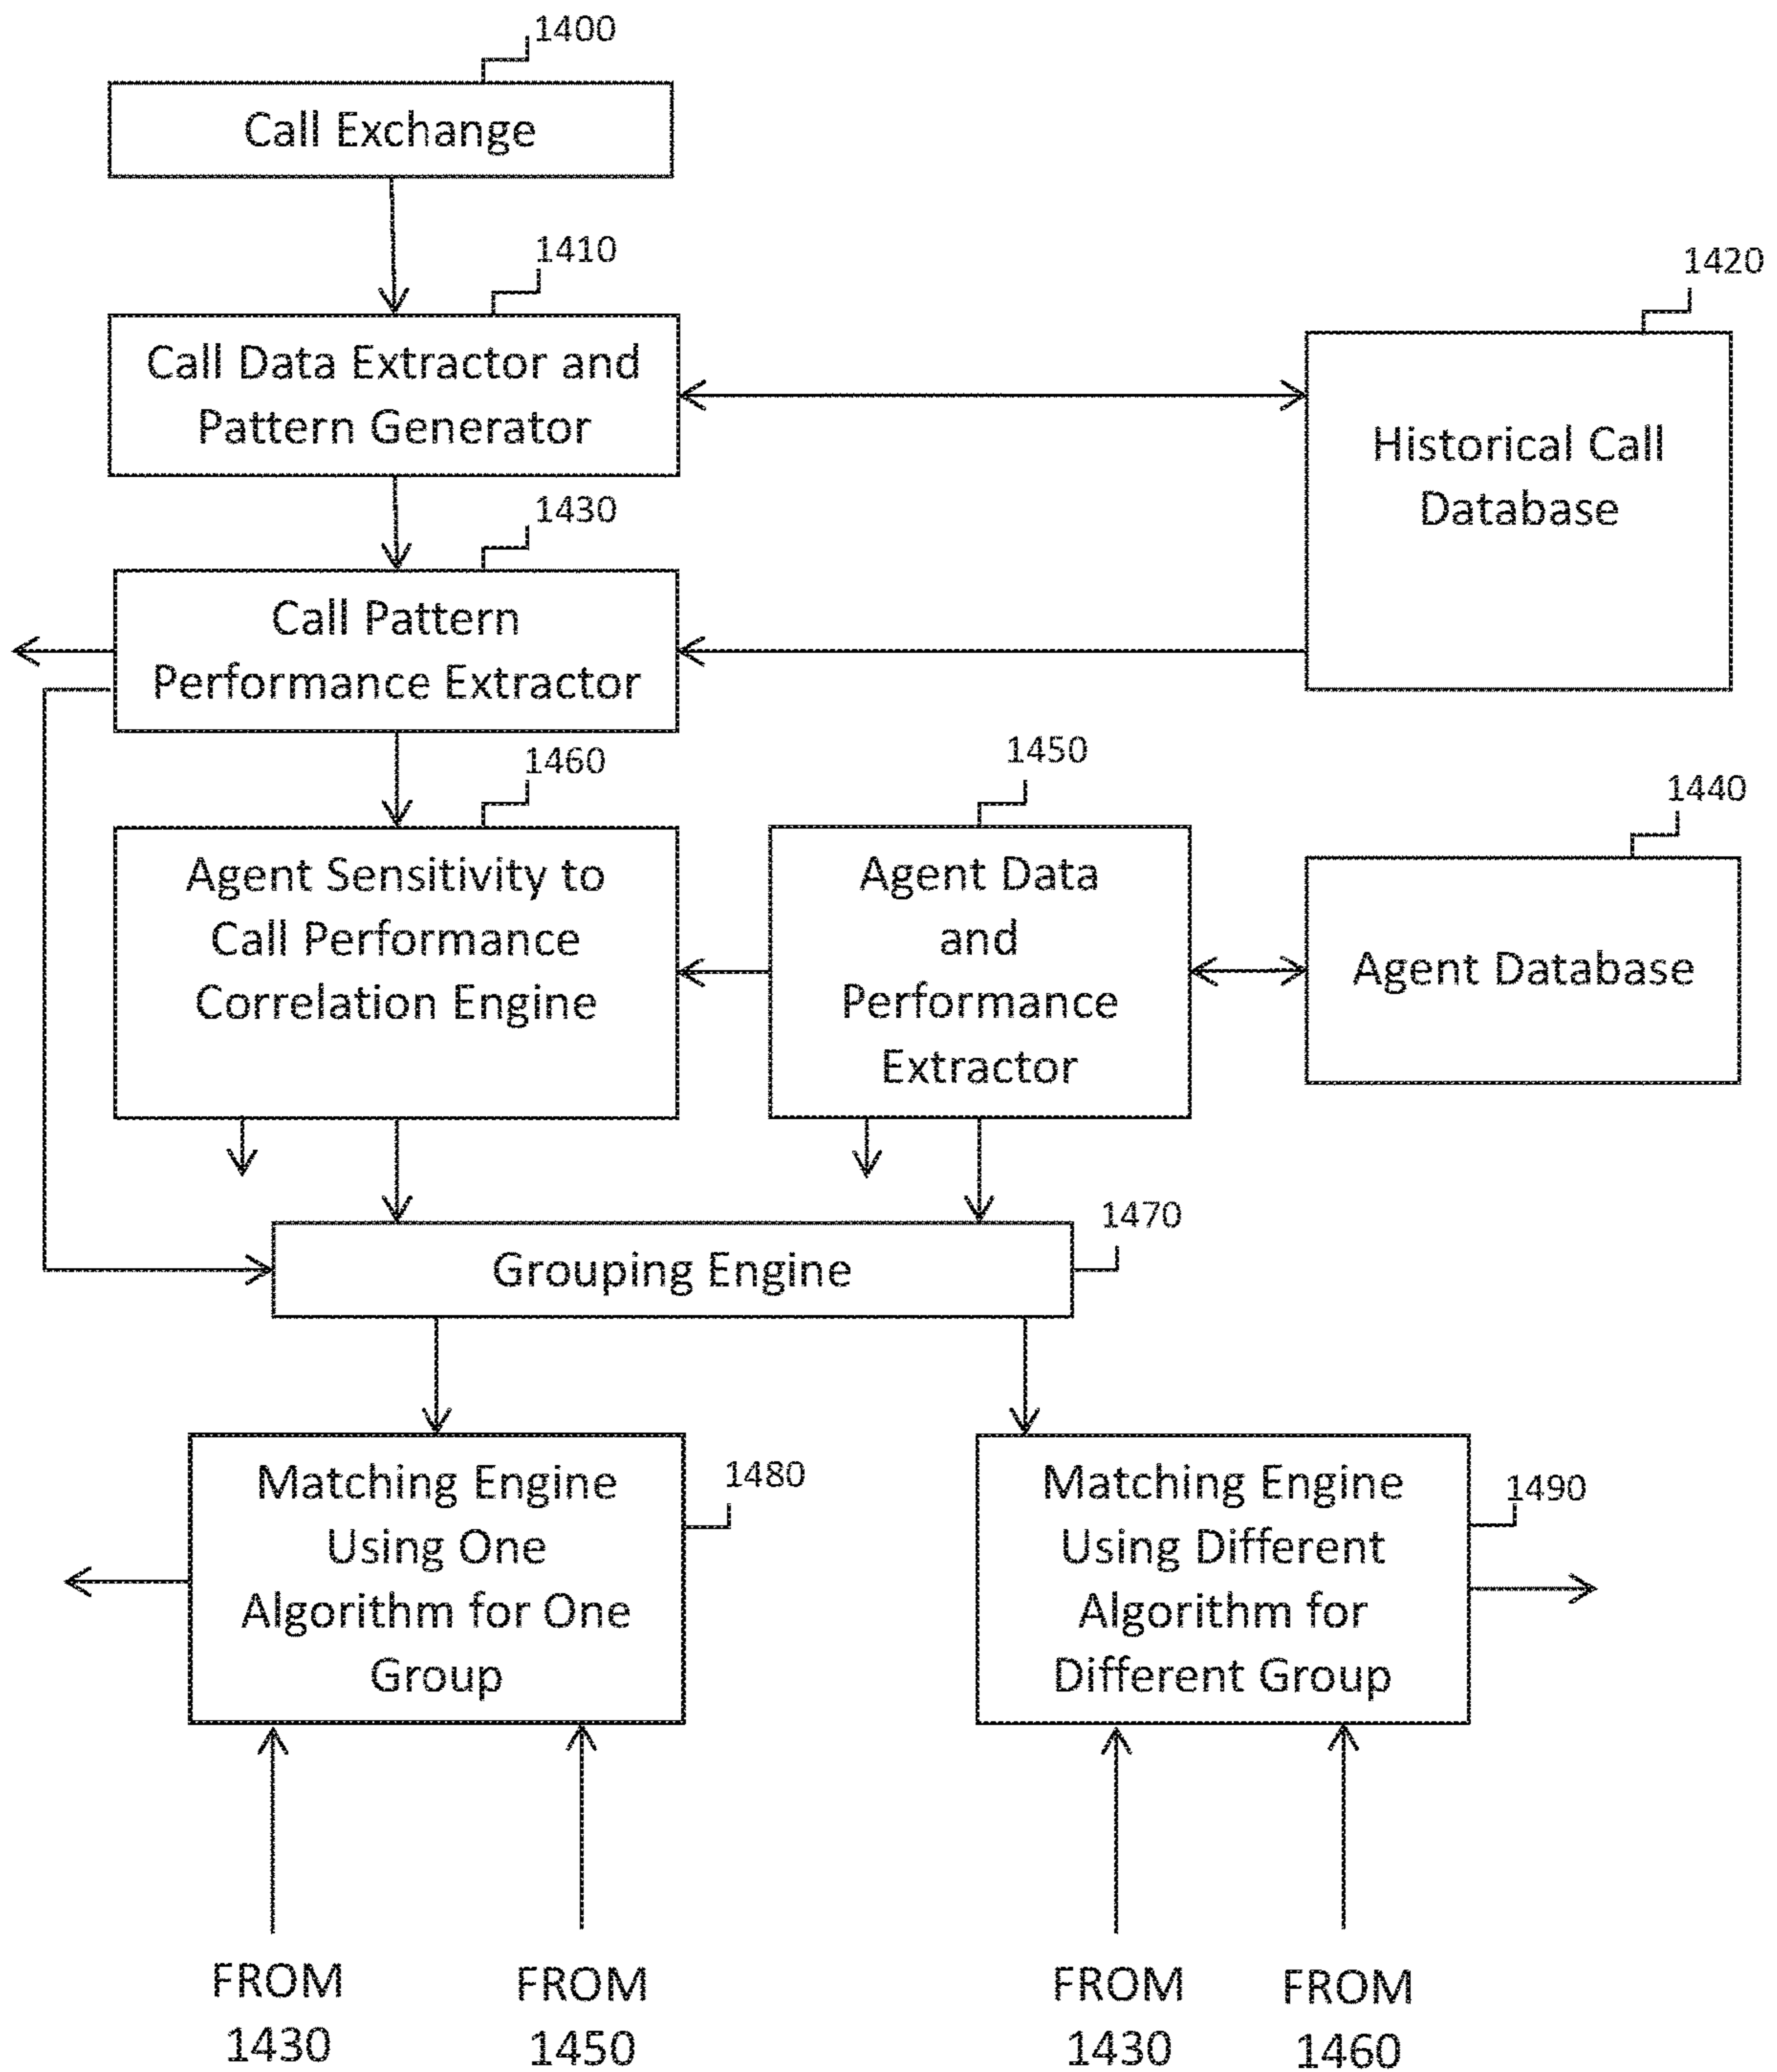 1400
Call Exchange
1410
Call Data Extractor and
Pattern Generator
1420
Historical Call
Database
1430
Call Pattern
Performance Extractor
1460
Agent Sensitivity to
Call Performance
Correlation Engine
1450
Agent Data
and
Performance
Extractor
1440
Agent Database
1470
Grouping Engine
1480
Matching Engine
Using One
Algorithm for One
Group
1490
Matching Engine
Using Different
Algorithm for
Different Group
FROM
1430
FROM
1450
FROM
1430
FROM
1460